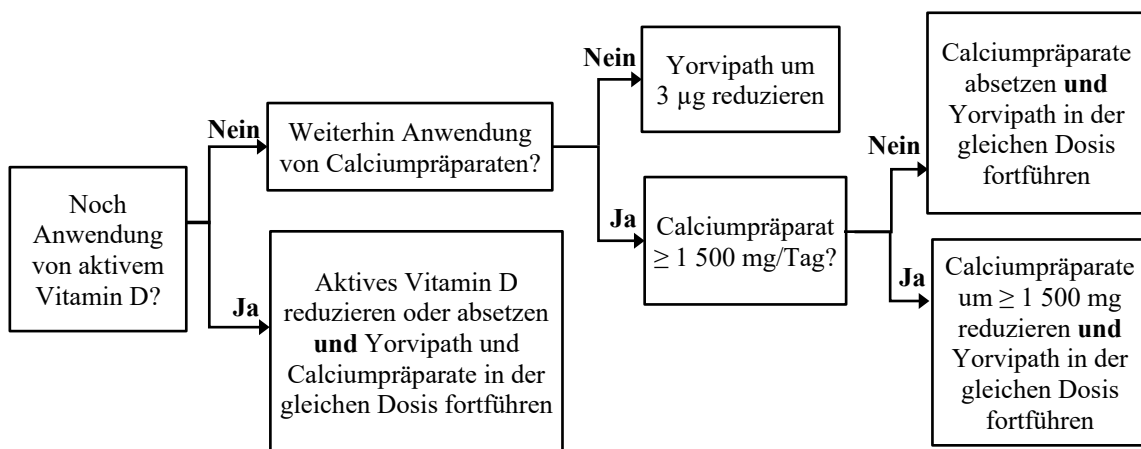 Noch
Anwendung
von aktivem
Vitamin D?
Nein
Weiterhin Anwendung
von Calciumpräparaten?
Ja
Aktives Vitamin D
reduzieren oder absetzen
und Yorvipath und
Calciumpräparate in der
gleichen Dosis fortführen
Nein
Yorvipath um
3 µg reduzieren
Ja
Calciumpräparat
≥ 1 500 mg/Tag?
Nein
Calciumpräparate
absetzen und
Yorvipath in der
gleichen Dosis
fortführen
Ja
Calciumpräparate
um ≥ 1 500 mg
reduzieren und
Yorvipath in der
gleichen Dosis
fortführen